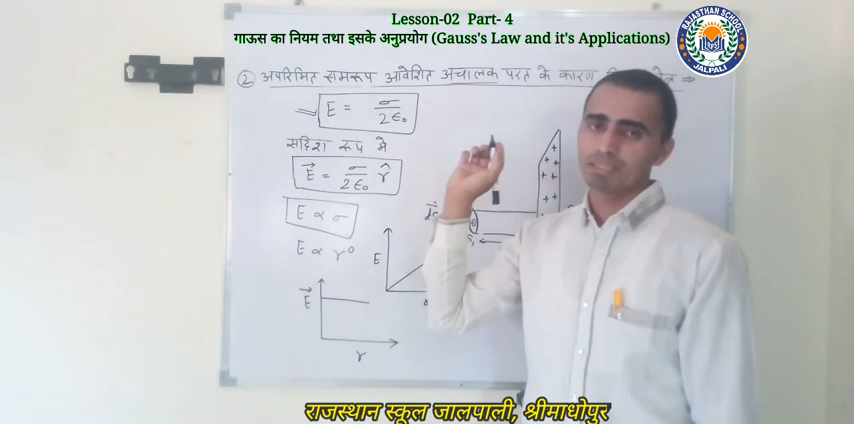 Lesson-02 Part- 4
गाऊस का नियम तथा इसके अनुप्रयोग (Gauss's Law and it's Applications)
RAJASTHAN SCHOOL
JALPALI
② अपरिमित समरूप आवेशित अचालक परत के कारण ⇒
E = σ / 2ε₀
सदिश रूप में
E⃗ = σ / 2ε₀ r̂
E ∝ σ
E ∝ r⁰
E
E⃗
r
राजस्थान स्कूल जालपाली, श्रीमाधोपुर